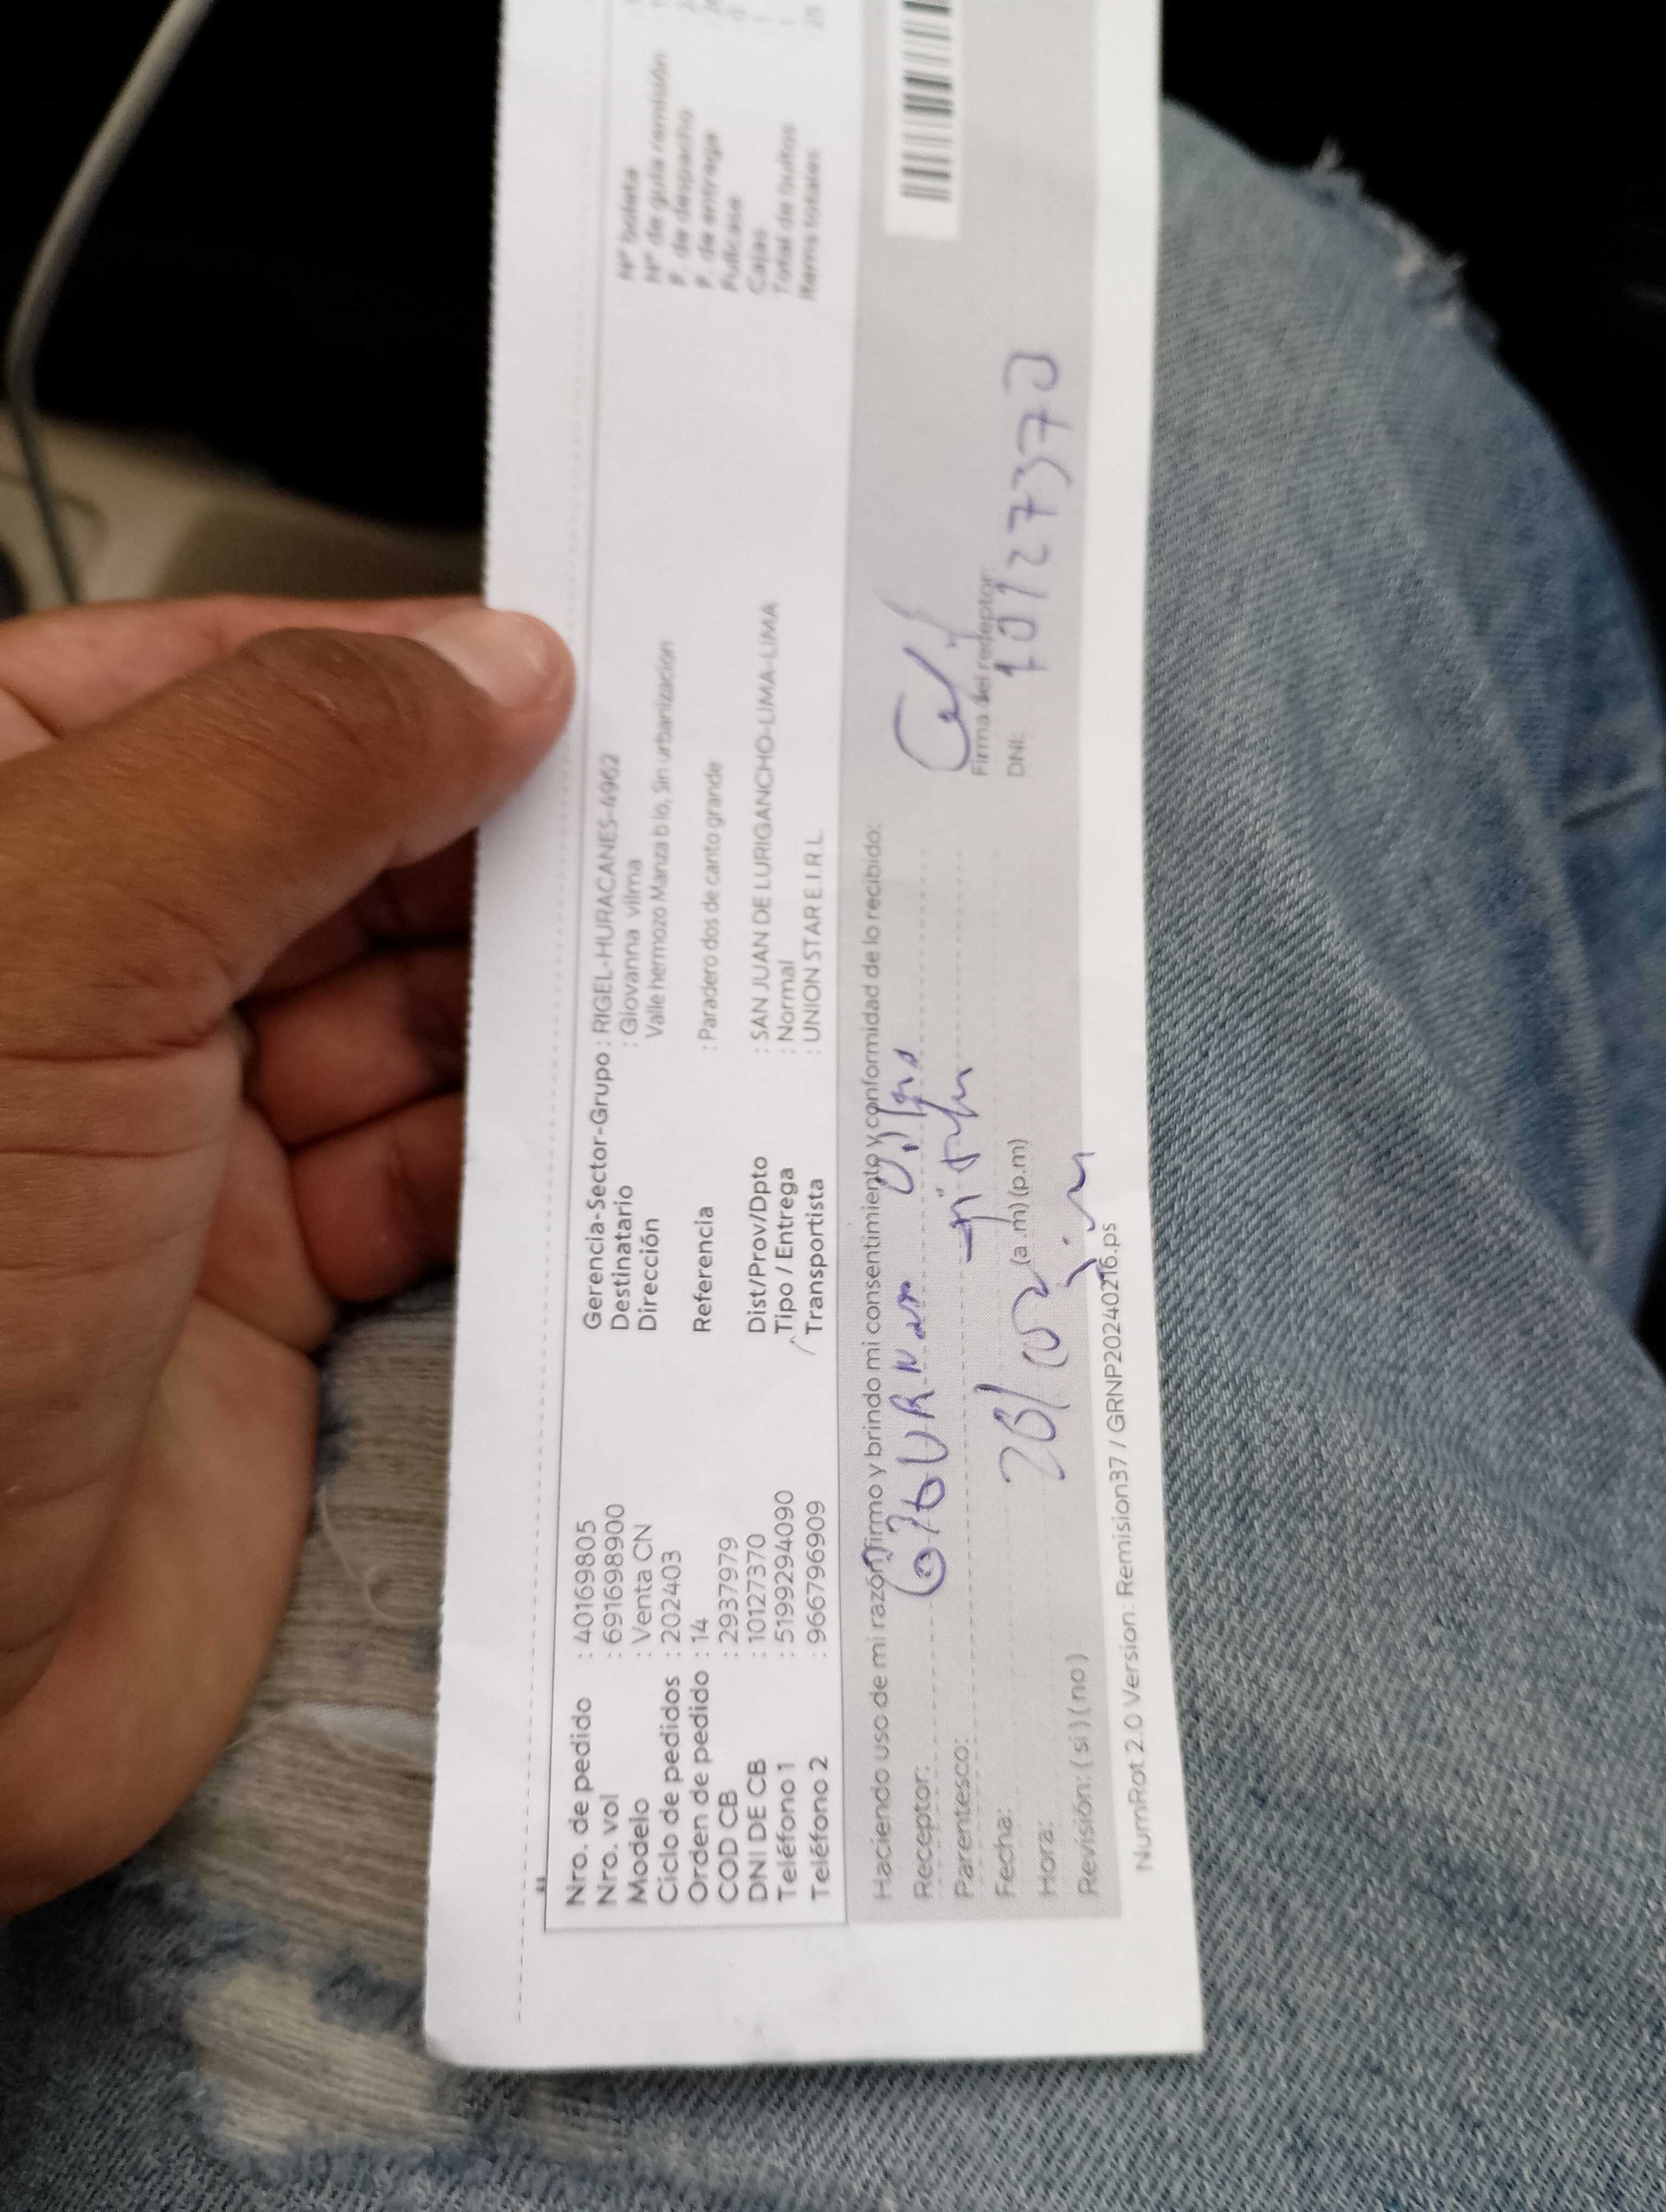 Nro. de pedido : 40169805
Nro. vol : 6916989​00
Modelo : Venta CN
Ciclo de pedidos : 202403
Orden de pedido : 14
COD CB : 2937979
DNI DE CB : 10127370
Teléfono 1 : 51992294090
Teléfono 2 : 966796909
Gerencia-Sector-Grupo : RIGEL-HURACANES-4962
Destinatario : Giovanna vilma
Dirección Valle hermozo Manza b lo, Sin urbanizacion
Referencia : Paradero dos de canto grande
Dist/Prov/Dpto : SAN JUAN DE LURIGANCHO-LIMA-LIMA
Tipo / Entrega : Normal
Transportista : UNION STAR E.I.R.L.
Nº boleta
Nº de guía remisión
F. de despacho
F. de entrega
Fullcase
Cajas
Total de bultos
Items totales 20
Haciendo uso de mi razón firmo y brindo mi consentimiento y conformidad de lo recibido:
Receptor:
Parentesco:
Fecha: (a.m) (p.m)
Hora:
Revisión: ( si ) ( no )
Firma del receptor
DNI: 10127370
NumRot 2.0 Version: Remision37 / GRNP20240216.ps